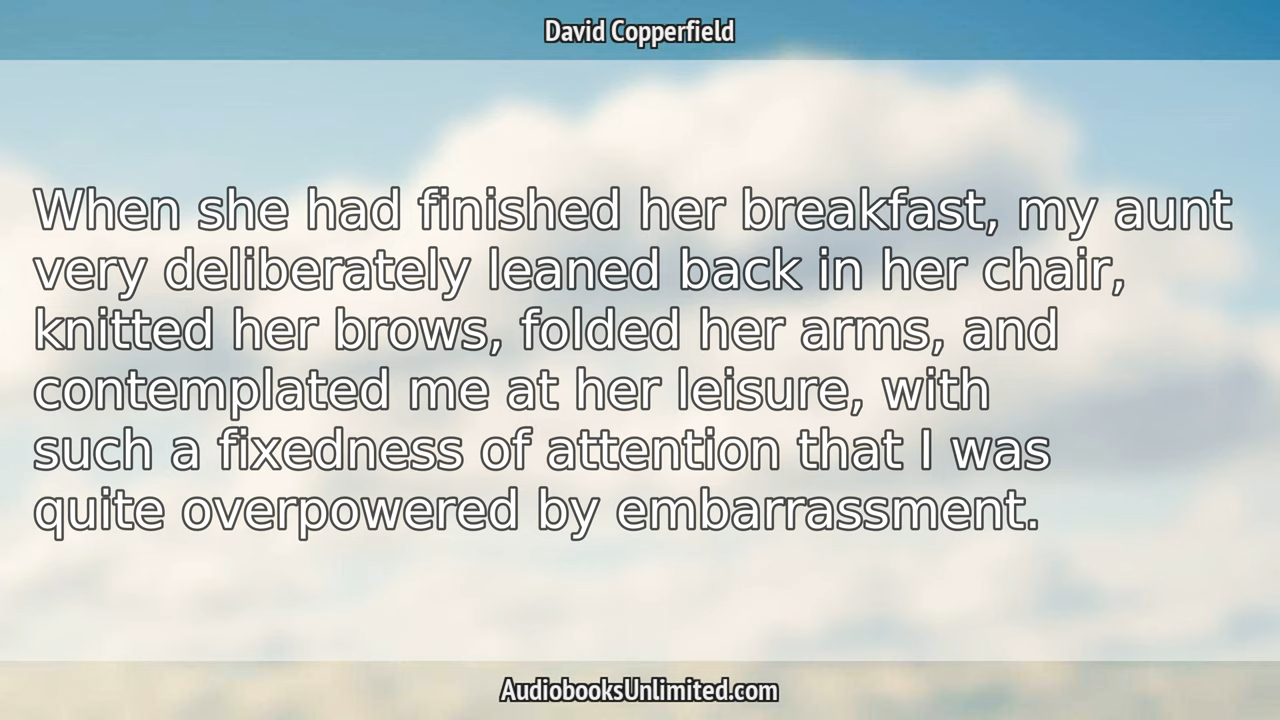 David Copperfield
When she had finished her breakfast, my aunt
very deliberately leaned back in her chair,
knitted her brows, folded her arms, and
contemplated me at her leisure, with
such a fixedness of attention that I was
quite overpowered by embarrassment.
AudiobooksUnlimited.com